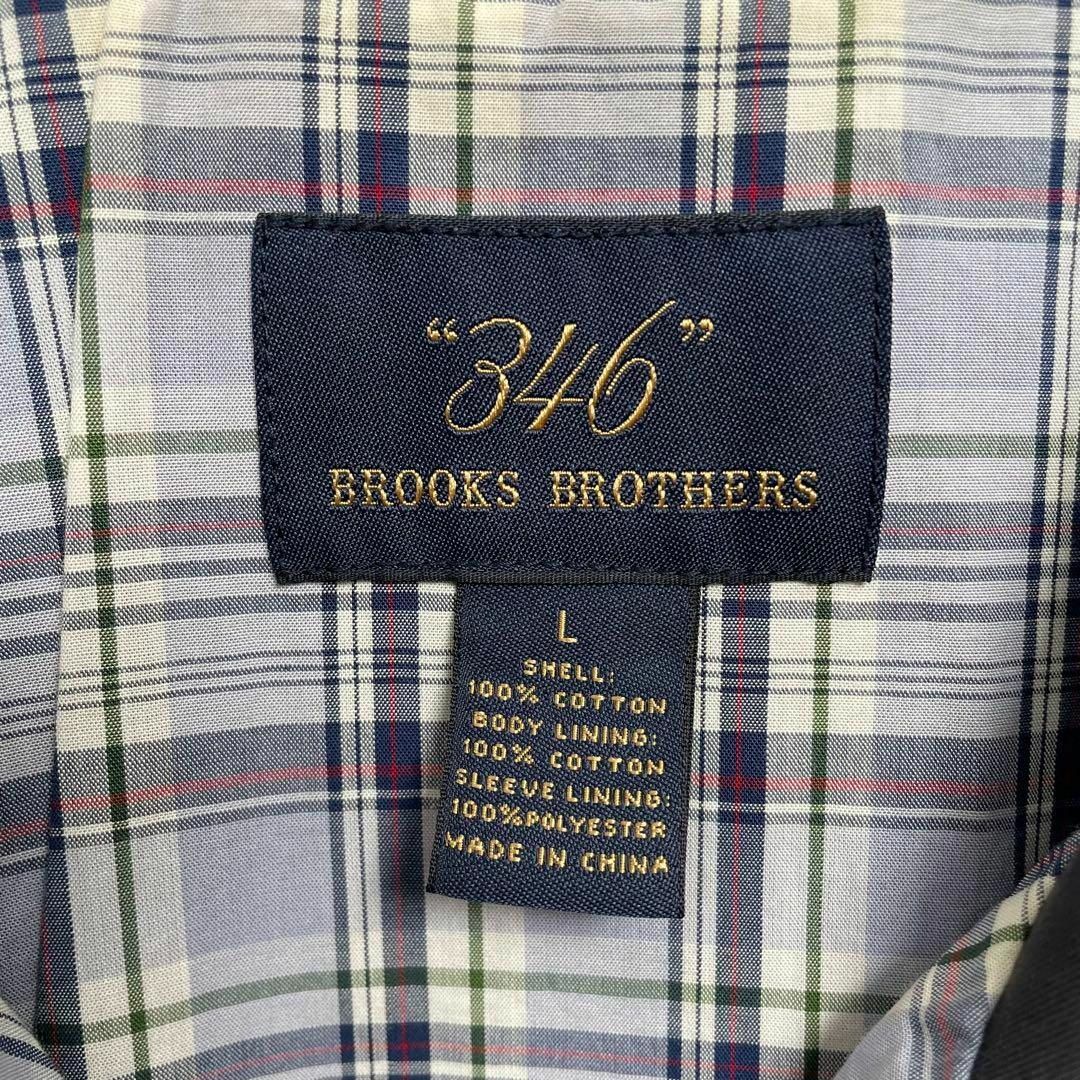 “346”
BROOKS BROTHERS
L
SHELL:
100% COTTON
BODY LINING:
100% COTTON
SLEEVE LINING:
100%POLYESTER
MADE IN CHINA